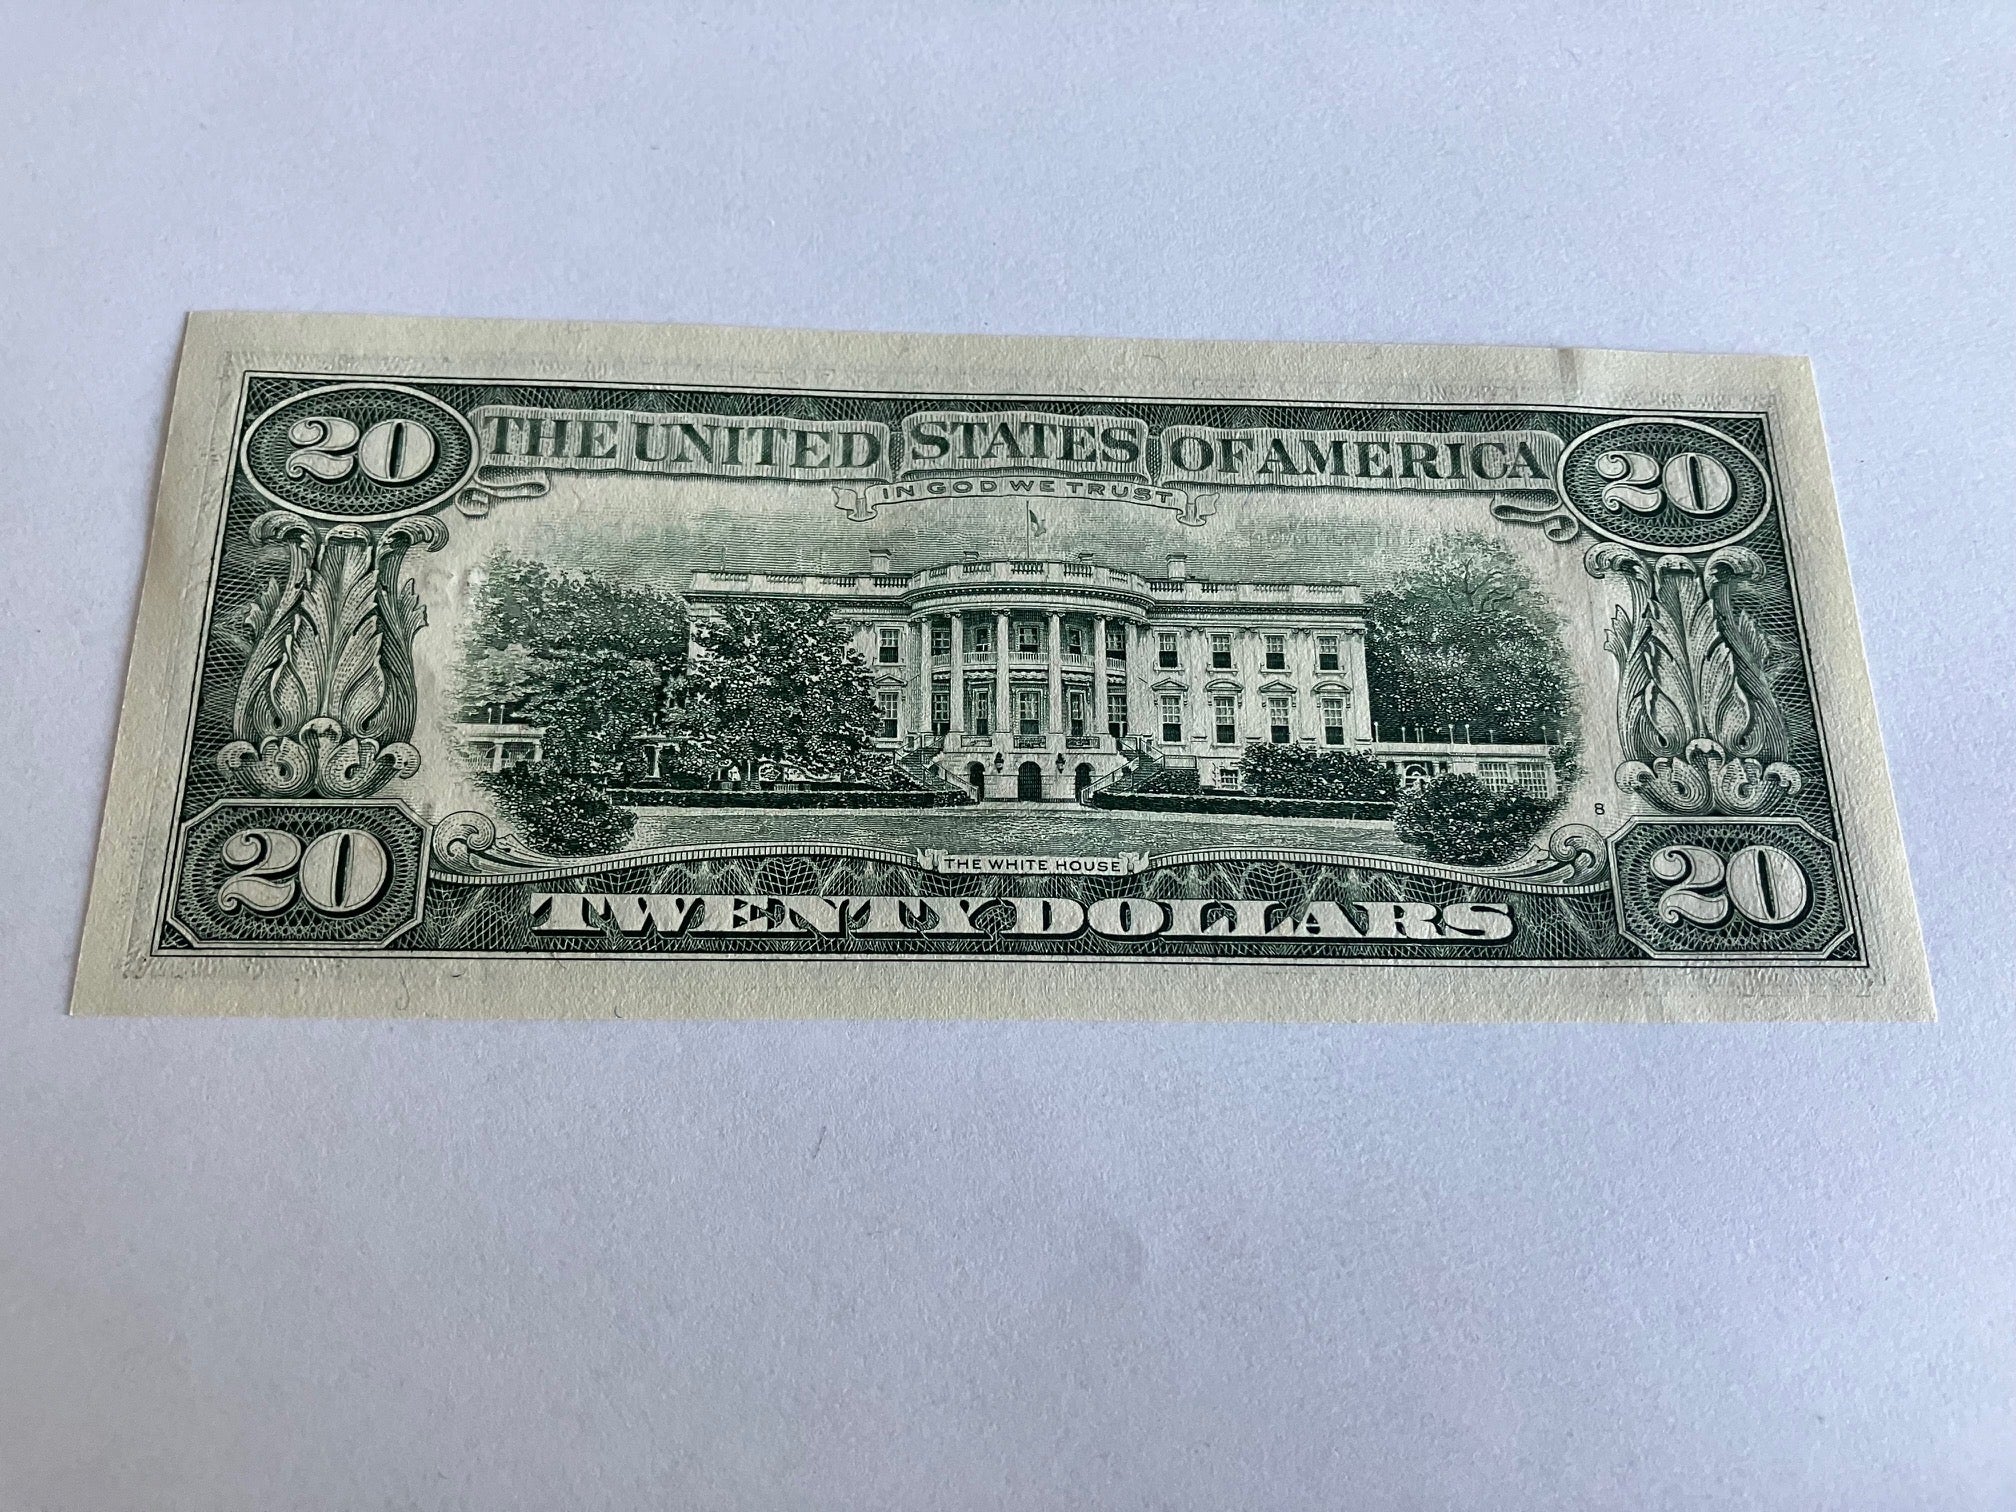 20 THE UNITED STATES OF AMERICA 20
IN GOD WE TRUST
8
THE WHITE HOUSE
20 TWENTY DOLLARS 20